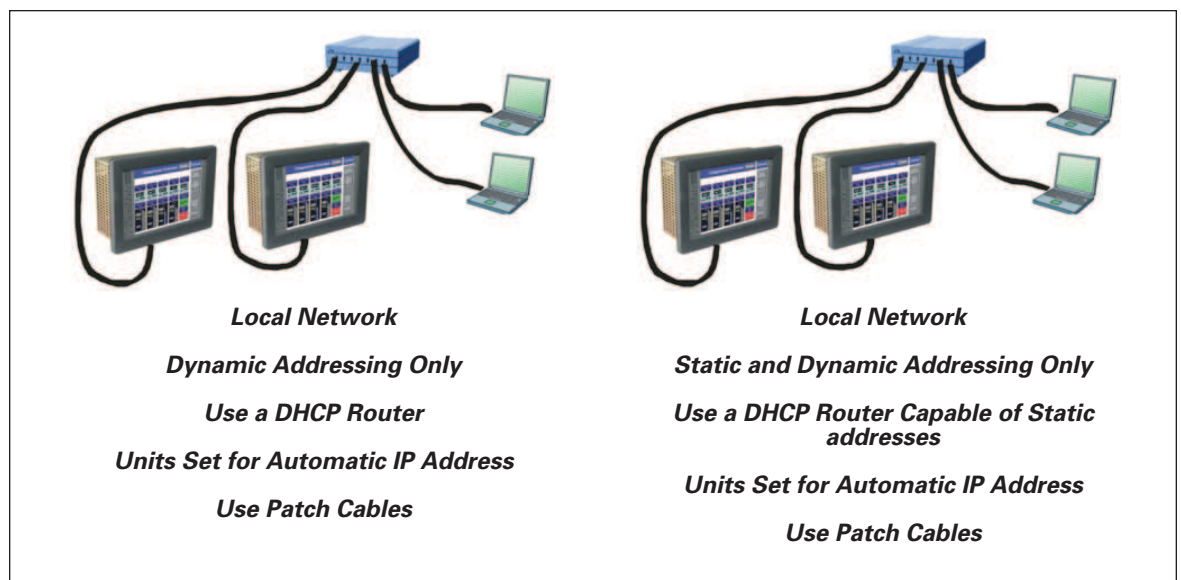 Local Network
Dynamic Addressing Only
Use a DHCP Router
Units Set for Automatic IP Address
Use Patch Cables
Local Network
Static and Dynamic Addressing Only
Use a DHCP Router Capable of Static
addresses
Units Set for Automatic IP Address
Use Patch Cables